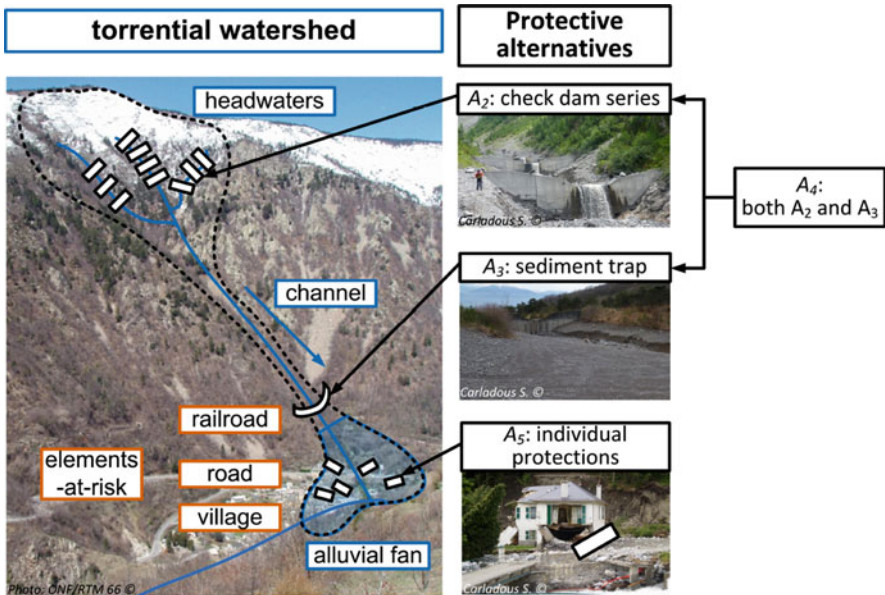 torrential watershed
headwaters
channel
railroad
elements
-at-risk
road
village
alluvial fan
Photo: ONF/RTM 66 ©
Protective
alternatives
A2: check dam series
Carladous S. ©
A3: sediment trap
Carladous S. ©
A5: individual
protections
Carladous S. ©
A4:
both A2 and A3